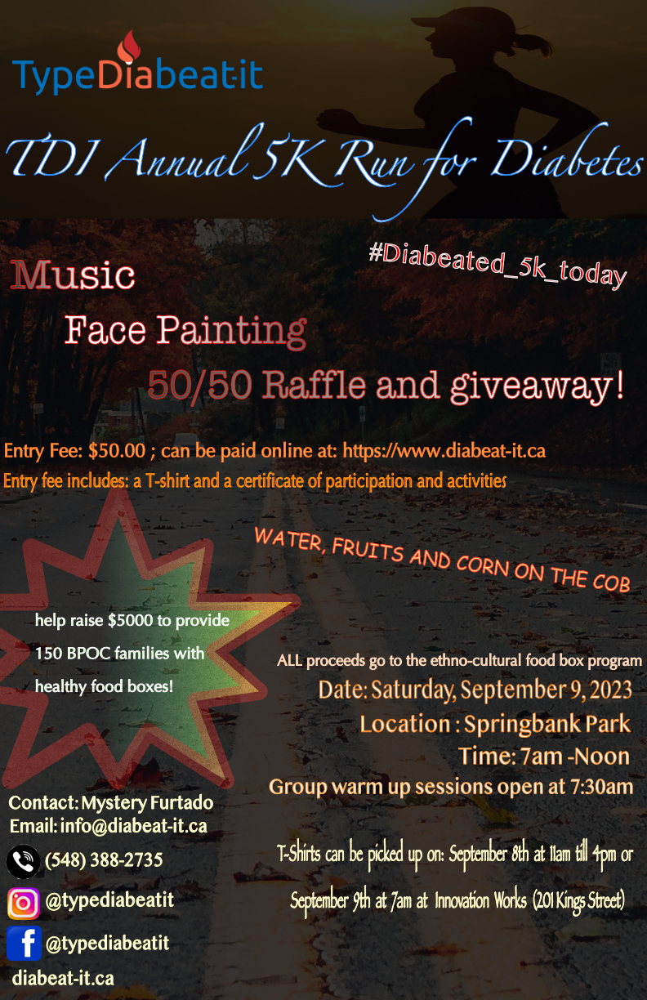 TypeDiabeat-it
TDI Annual 5K Run for Diabetes
#Diabeated_5k_today
Music
Face Painting
50/50 Raffle and giveaway!
Entry Fee: $50.00 ; can be paid online at: https://www.diabeat-it.ca
Entry fee includes: a T-shirt and a certificate of participation and activities
WATER, FRUITS AND CORN ON THE COB
help raise $5000 to provide
150 BPOC families with
healthy food boxes!
ALL proceeds go to the ethno-cultural food box program
Date: Saturday, September 9, 2023
Location : Springbank Park
Time: 7am -Noon
Group warm up sessions open at 7:30am
Contact: Mystery Furtado
Email: info@diabeat-it.ca
(548) 388-2735
@typediabeatit
@typediabeatit
diabeat-it.ca
T-Shirts can be picked up on: September 8th at 11am till 4pm or
September 9th at 7am at Innovation Works (201 Kings Street)